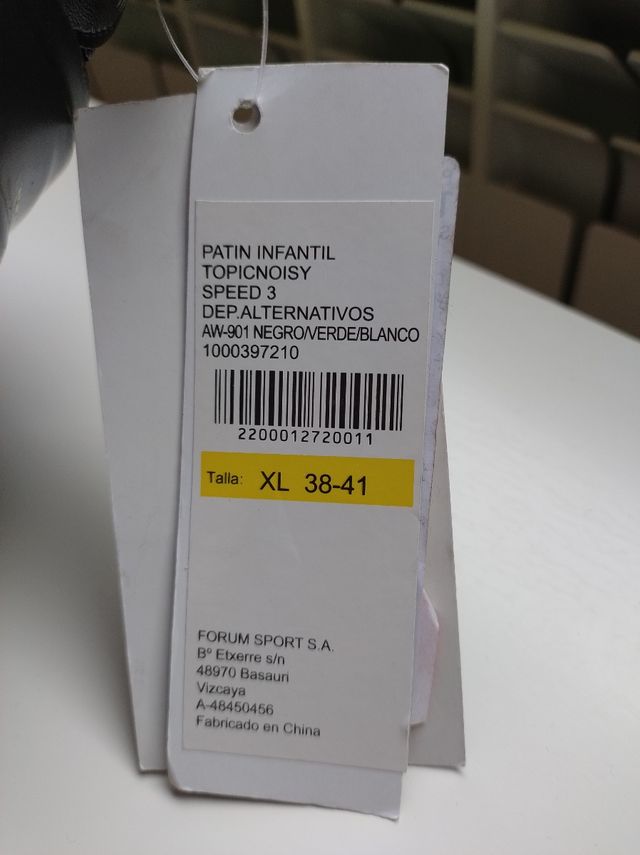 PATIN INFANTIL
TOPICNOISY
SPEED 3
DEP.ALTERNATIVOS
AW-901 NEGRO/VERDE/BLANCO
1000397210
2200012720011
Talla: XL 38-41
FORUM SPORT S.A.
Bº Etxerre s/n
48970 Basauri
Vizcaya
A-48450456
Fabricado en China